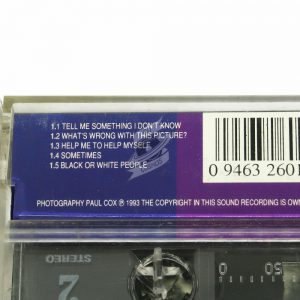 1.1 TELL ME SOMETHING I DON'T KNOW
1.2 WHAT'S WRONG WITH THIS PICTURE?
1.3 HELP ME TO HELP MYSELF
1.4 SOMETIMES
1.5 BLACK OR WHITE PEOPLE
0 9463 2601
PHOTOGRAPHY PAUL COX ℗ 1993 THE COPYRIGHT IN THIS SOUND RECORDING IS OWN
2
STEREO
0
50